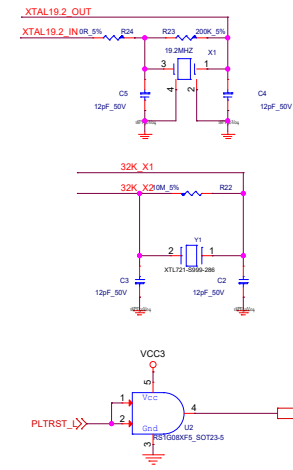 XTAL19.2_OUT
XTAL19.2_IN 0R_5% R24 R23 200K_5%
19.2MHZ X1
3 1
4 2
C5 C4
12pF_50V 12pF_50V
32K_X1
32K_X2 10M_5% R22
Y1
2 1
XTL721-S999-286
C3 C2
12pF_50V 12pF_50V
VCC3
5
1 Vcc
4
PLTRST_L 2 Gnd U2
RS1G08XF5_SOT23-5
3